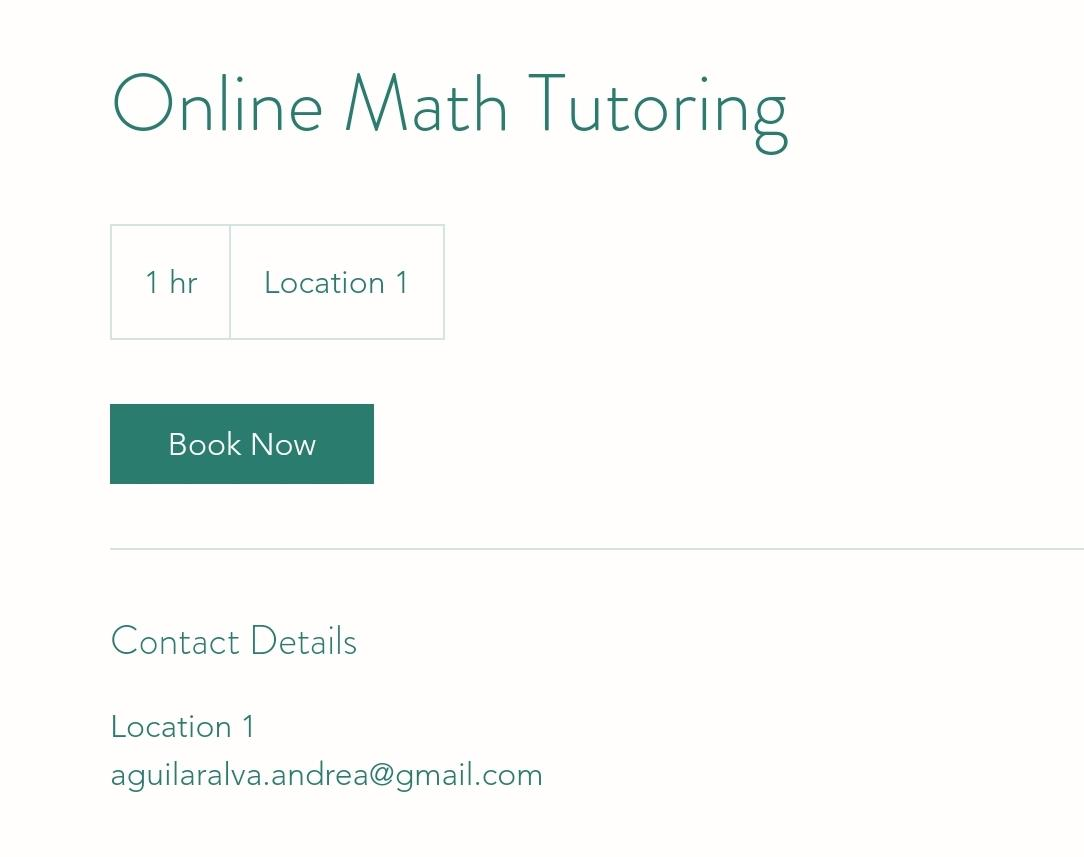 Online Math Tutoring
1 hr
Location 1
Book Now
Contact Details
Location 1
aguilaralva.andrea@gmail.com